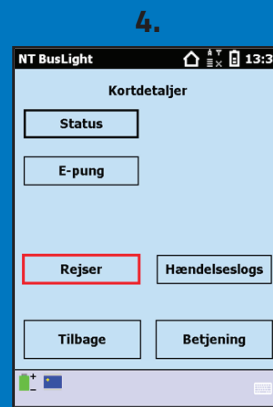 4.
NT BusLight 13:3
Kortdetaljer
Status
E-pung
Rejser Hændelseslogs
Tilbage Betjening